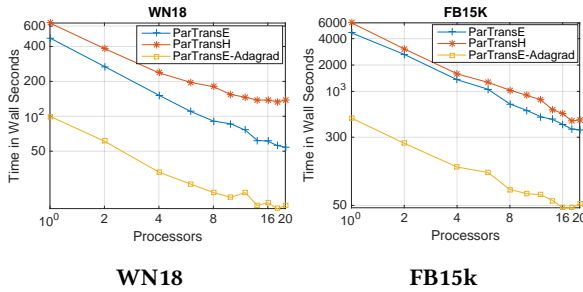 WN18
FB15K
Time in Wall Seconds
600
400
200
10²
50
ParTransE
ParTransH
ParTransE-Adagrad
10⁰
2
4
8
16
20
Processors
Time in Wall Seconds
6000
4000
2000
10³
300
50
ParTransE
ParTransH
ParTransE-Adagrad
10⁰
2
4
8
16
20
Processors
WN18
FB15k